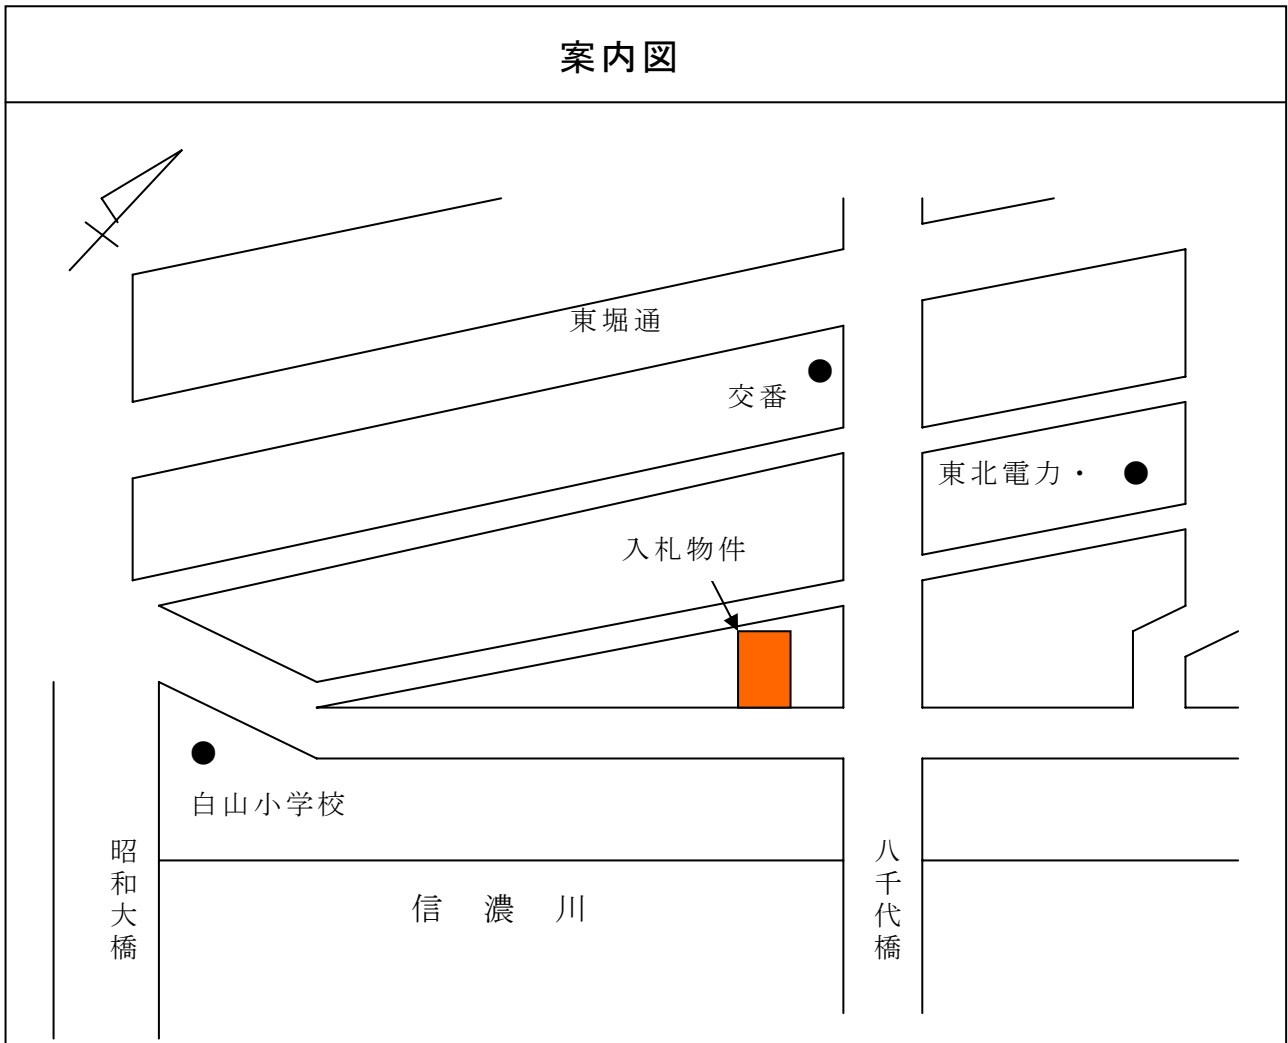 案内図
東堀通
交番
東北電力・
入札物件
白山小学校
昭和大橋
信濃川
八千代橋